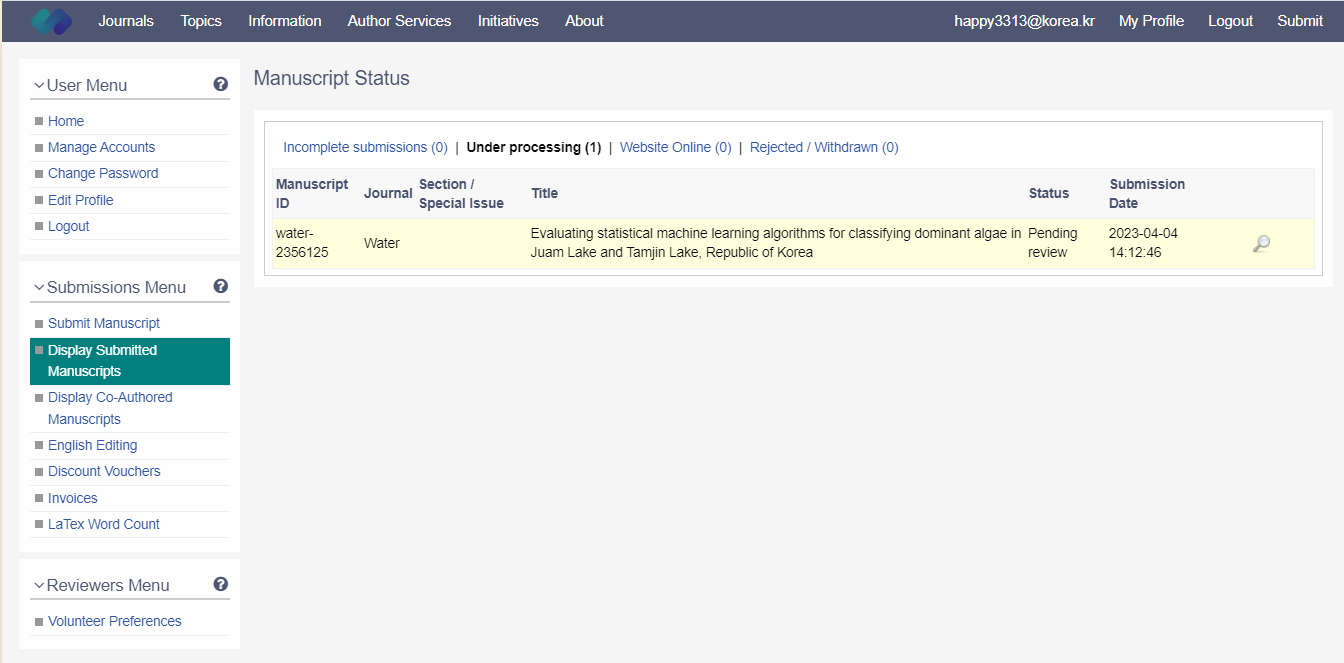 Journals Topics Information Author Services Initiatives About happy3313@korea.kr My Profile Logout Submit
User Menu
Home
Manage Accounts
Change Password
Edit Profile
Logout
Submissions Menu
Submit Manuscript
Display Submitted
Manuscripts
Display Co-Authored
Manuscripts
English Editing
Discount Vouchers
Invoices
LaTex Word Count
Reviewers Menu
Volunteer Preferences
Manuscript Status
Incomplete submissions (0) | Under processing (1) | Website Online (0) | Rejected / Withdrawn (0)
Manuscript
ID
Journal
Section /
Special Issue
Title
Status
Submission
Date
water-
2356125
Water
Evaluating statistical machine learning algorithms for classifying dominant algae in
Juam Lake and Tamjin Lake, Republic of Korea
Pending
review
2023-04-04
14:12:46